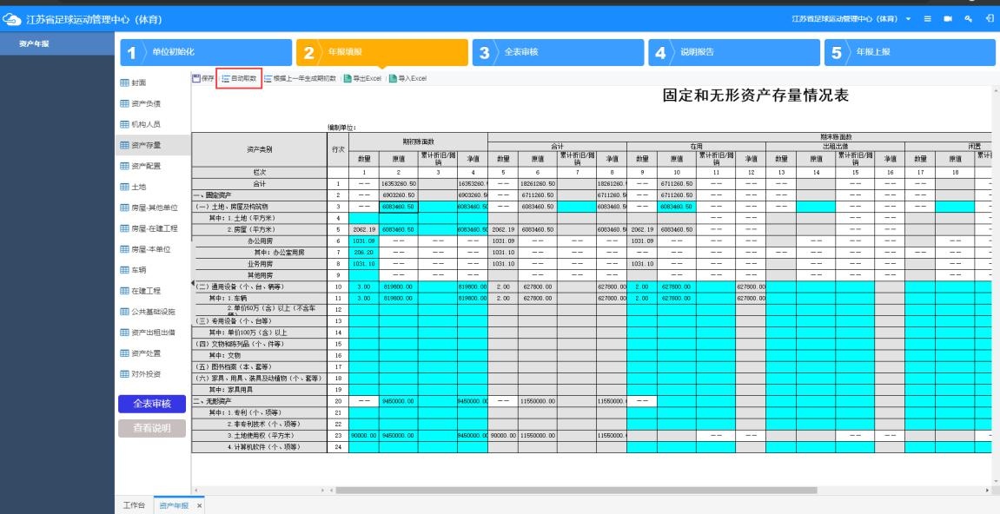 江苏省足球运动管理中心（体育）
江苏省足球运动管理中心（体育）
资产年报
1 单位初始化
2 年报填报
3 全表审核
4 说明报告
5 年报上报
保存 自动取数 根据上一年生成期初数 导出Excel 导入Excel
封面
资产负债
机构人员
资产存量
资产配置
土地
房屋-其他单位
房屋-在建工程
房屋-本单位
车辆
在建工程
公共基础设施
资产出租出借
资产处置
对外投资
全表审核
查看说明
固定和无形资产存量情况表
编制单位:
资产类别 行次 期初账面数 期末账面数
合计 在用 出租出借 闲置
数量 原值 累计折旧/摊销 净值 数量 原值 累计折旧/摊销 净值 数量 原值 累计折旧/摊销 净值 数量 原值 累计折旧/摊销 净值 数量 原值
栏次 1 2 3 4 5 6 7 8 9 10 11 12 13 14 15 16 17 18
合计 1 —— 16353260.50 16353260. —— 18261260.50 18261260. —— 6711260.50 —— —— —— —— —— ——
一、固定资产 2 —— 6903260.50 6903260.50 —— 6711260.50 6711260.50 —— 6711260.50 —— —— —— —— —— ——
（一）土地、房屋及构筑物 3 —— 6083460.50 6083460.50 —— 6083460.50 6083460.50 —— 6083460.50 —— —— —— —— —— ——
其中：1.土地（平方米） 4 —— —— —— ——
2.房屋（平方米） 5 2062.19 6083460.50 6083460.50 2062.19 6083460.50 6083460.50 2062.19 6083460.50 —— —— —— ——
办公用房 6 1031.09 —— —— —— 1031.09 —— —— —— 1031.09 —— —— —— —— —— —— ——
其中：办公室用房 7 206.20 —— —— —— 1031.10 —— —— —— —— —— —— —— —— —— —— —— —— ——
业务用房 8 1031.10 —— —— —— 1031.10 —— —— —— 1031.10 —— —— —— —— —— —— ——
其他用房 9 —— —— —— —— —— —— —— —— —— —— —— —— ——
（二）通用设备（个、台、辆等） 10 3.00 819800.00 819800.00 2.00 627800.00 627800.00 2.00 627800.00 627800.00
其中：1.车辆 11 3.00 819800.00 819800.00 2.00 627800.00 627800.00 2.00 627800.00 627800.00
2.单价50万（含）以上（不含车辆） 12
（三）专用设备（个、台等） 13
其中：单价100万（含）以上 14
（四）文物和陈列品（个、件等） 15
其中：文物 16
（五）图书档案（本、套等） 17
（六）家具、用具、装具及动植物（个、套等） 18
其中：家具用具 19
二、无形资产 20 —— 9450000.00 9450000.00 —— 11550000.00 11550000. ——
其中：1.专利（个、项等） 21
2.非专利技术（个、项等） 22
3.土地使用权（平方米） 23 90000.00 9450000.00 9450000.00 90000.00 11550000.00 11550000. —— —— —— ——
4.计算机软件（个、项等） 24
工作台 资产年报 ×